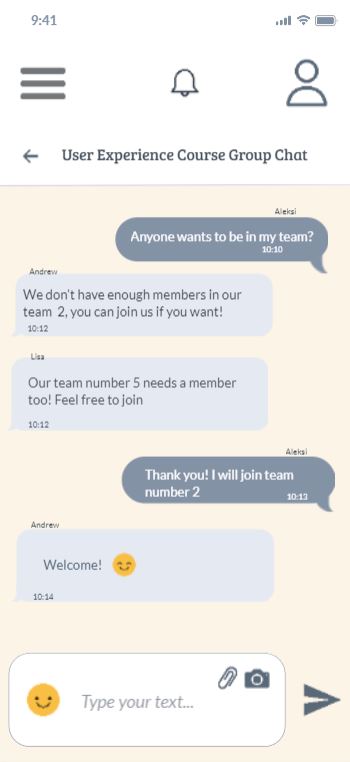 9:41
User Experience Course Group Chat
Aleksi
Anyone wants to be in my team?
10:10
Andrew
We don't have enough members in our
team 2, you can join us if you want!
10:12
Lisa
Our team number 5 needs a member
too! Feel free to join
10:12
Aleksi
Thank you! I will join team
number 2
10:13
Andrew
Welcome!
10:14
Type your text...